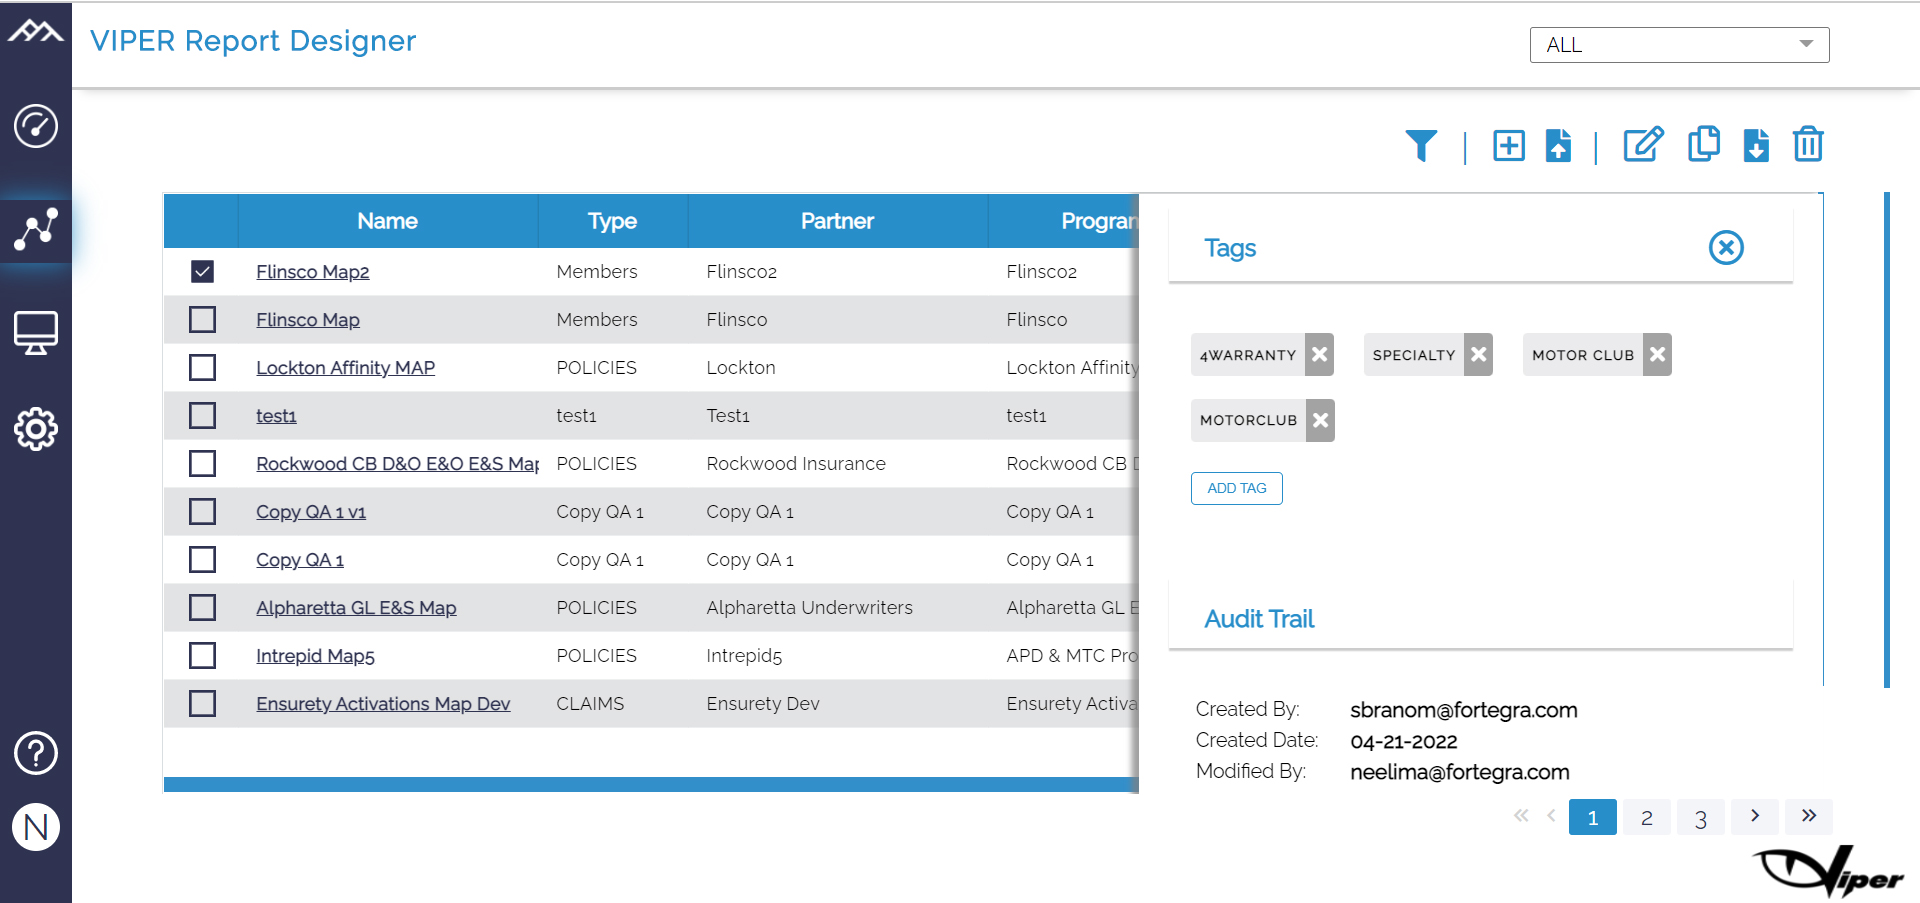 VIPER Report Designer
ALL
Name Type Partner Program
Flinsco Map2 Members Flinsco2 Flinsco2
Flinsco Map Members Flinsco Flinsco
Lockton Affinity MAP POLICIES Lockton Lockton Affinity
test1 test1 Test1 test1
Rockwood CB D&O E&O E&S Map POLICIES Rockwood Insurance Rockwood CB D
Copy QA 1 v1 Copy QA 1 Copy QA 1 Copy QA 1
Copy QA 1 Copy QA 1 Copy QA 1 Copy QA 1
Alpharetta GL E&S Map POLICIES Alpharetta Underwriters Alpharetta GL E
Intrepid Map5 POLICIES Intrepid5 APD & MTC Pro
Ensurety Activations Map Dev CLAIMS Ensurety Dev Ensurety Activa
Tags
4WARRANTY SPECIALTY MOTOR CLUB
MOTORCLUB
ADD TAG
Audit Trail
Created By: sbranom@fortegra.com
Created Date: 04-21-2022
Modified By: neelima@fortegra.com
« ‹ 1 2 3 › »
N
Viper